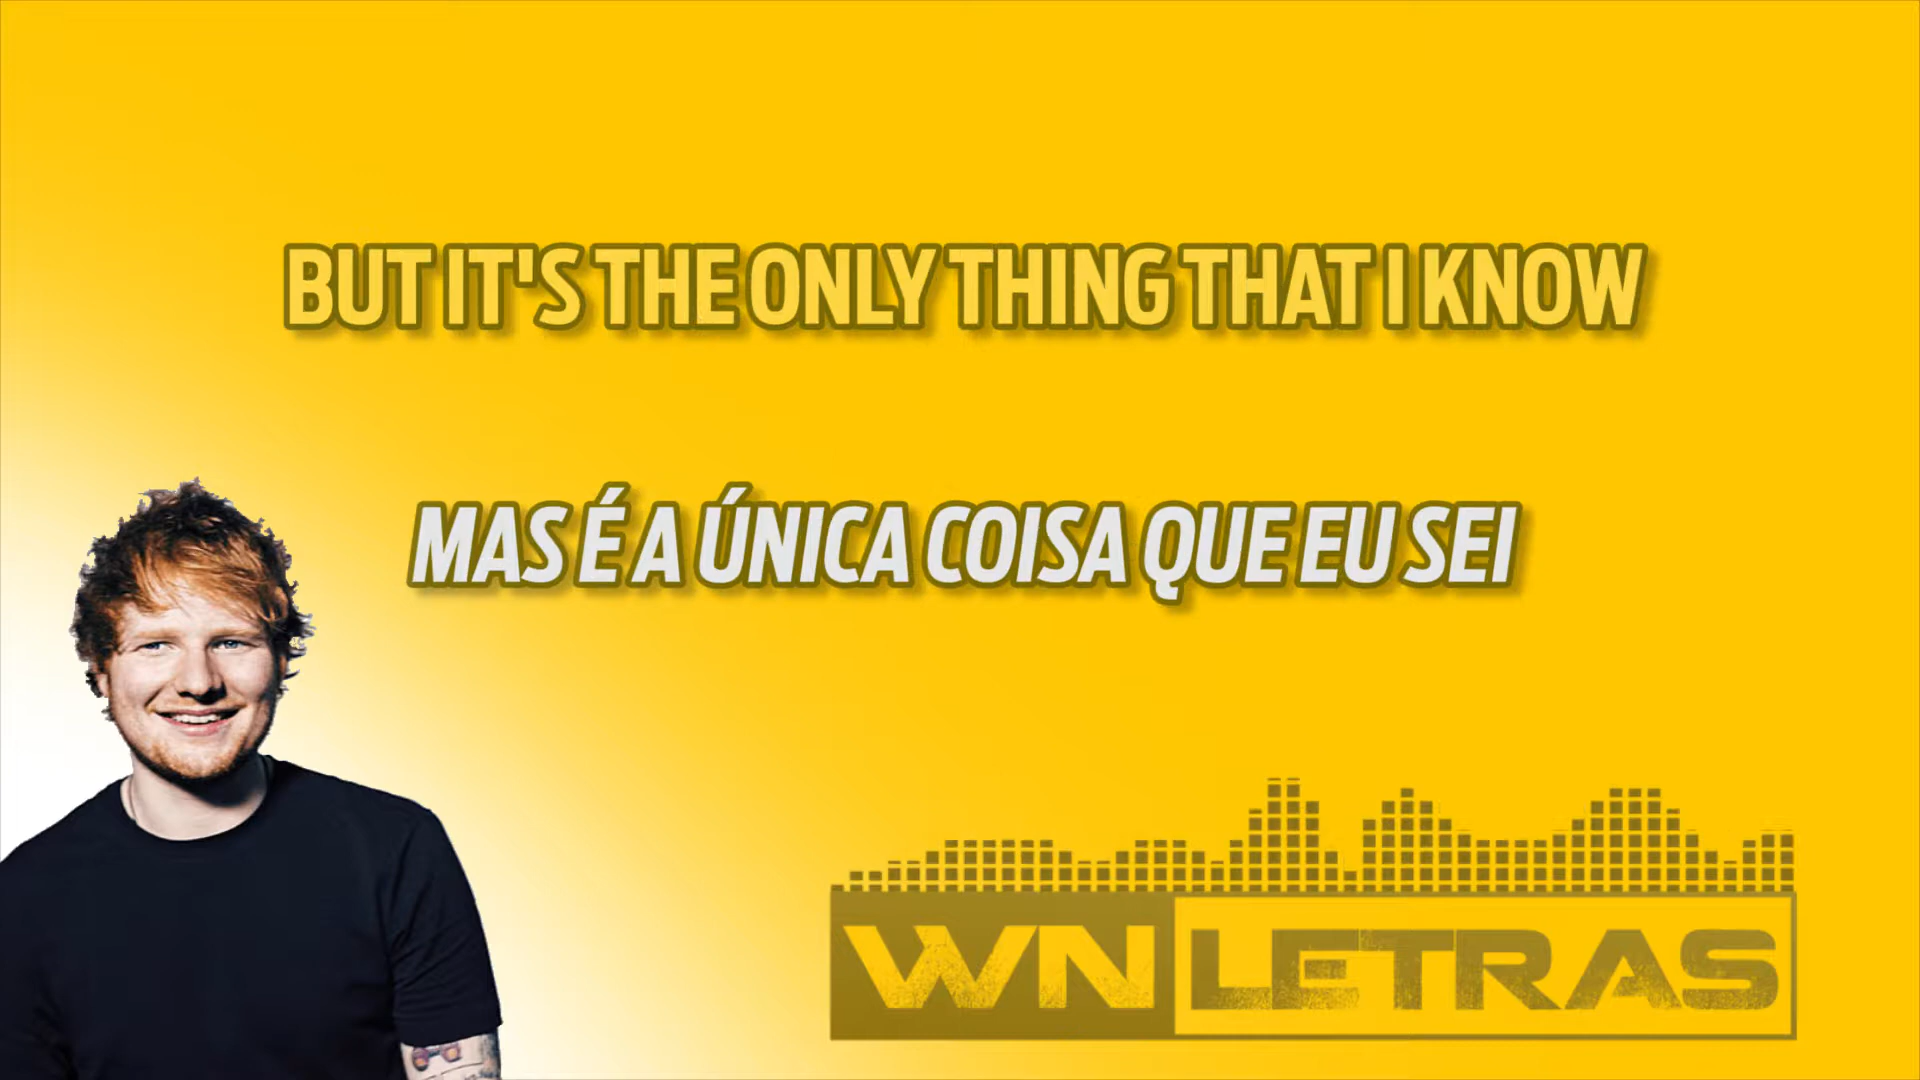 BUT IT'S THE ONLY THING THAT I KNOW
MAS É A ÚNICA COISA QUE EU SEI
WN LETRAS